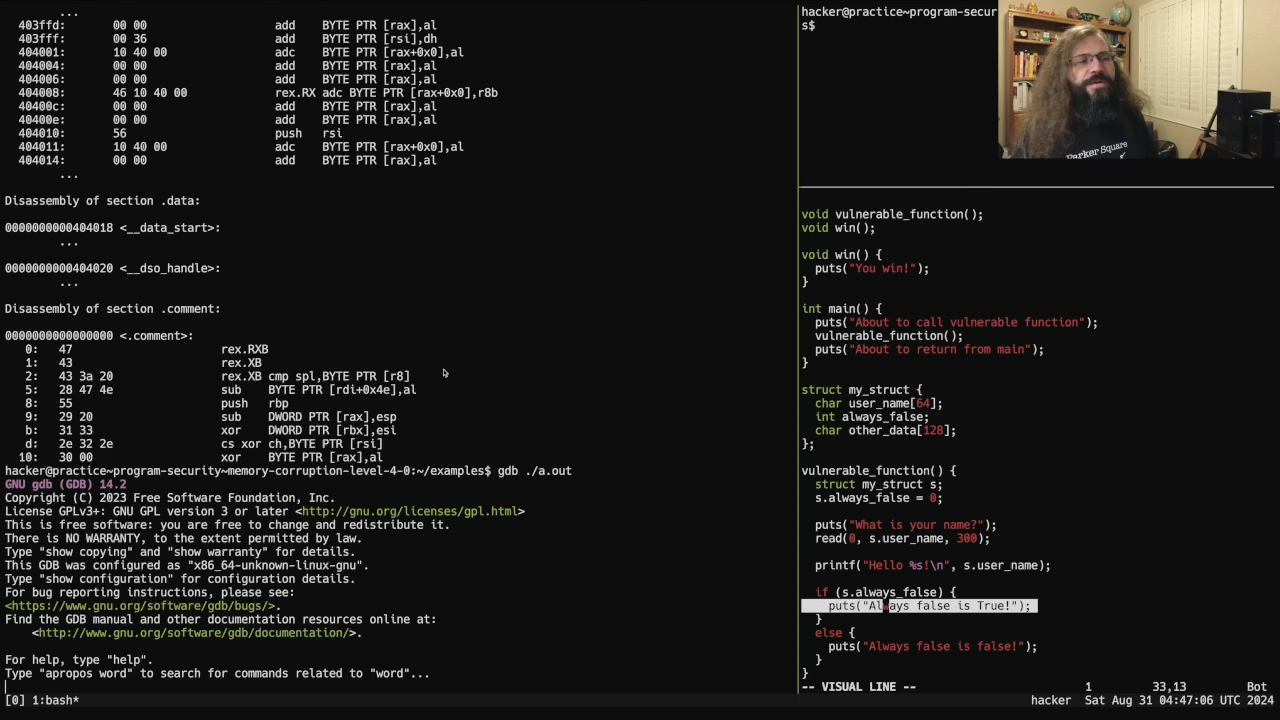 ...
403ffd: 00 00 add BYTE PTR [rax],al
403fff: 00 36 add BYTE PTR [rsi],dh
404001: 10 40 00 adc BYTE PTR [rax+0x0],al
404004: 00 00 add BYTE PTR [rax],al
404006: 00 00 add BYTE PTR [rax],al
404008: 46 10 40 00 rex.RX adc BYTE PTR [rax+0x0],r8b
40400c: 00 00 add BYTE PTR [rax],al
40400e: 00 00 add BYTE PTR [rax],al
404010: 56 push rsi
404011: 10 40 00 adc BYTE PTR [rax+0x0],al
404014: 00 00 add BYTE PTR [rax],al
...
Disassembly of section .data:
0000000000404018 <__data_start>:
...
0000000000404020 <__dso_handle>:
...
Disassembly of section .comment:
0000000000000000 <.comment>:
0: 47 rex.RXB
1: 43 rex.XB
2: 43 3a 20 rex.XB cmp spl,BYTE PTR [r8]
5: 28 47 4e sub BYTE PTR [rdi+0x4e],al
8: 55 push rbp
9: 29 20 sub DWORD PTR [rax],esp
b: 31 33 xor DWORD PTR [rbx],esi
d: 2e 32 2e cs xor ch,BYTE PTR [rsi]
10: 30 00 xor BYTE PTR [rax],al
hacker@practice~program-security~memory-corruption-level-4-0:~/examples$ gdb ./a.out
GNU gdb (GDB) 14.2
Copyright (C) 2023 Free Software Foundation, Inc.
License GPLv3+: GNU GPL version 3 or later <http://gnu.org/licenses/gpl.html>
This is free software: you are free to change and redistribute it.
There is NO WARRANTY, to the extent permitted by law.
Type "show copying" and "show warranty" for details.
This GDB was configured as "x86_64-unknown-linux-gnu".
Type "show configuration" for configuration details.
For bug reporting instructions, please see:
<https://www.gnu.org/software/gdb/bugs/>.
Find the GDB manual and other documentation resources online at:
<http://www.gnu.org/software/gdb/documentation/>.
For help, type "help".
Type "apropos word" to search for commands related to "word"...
hacker@practice~program-secur
s$
Parker Square
void vulnerable_function();
void win();
void win() {
puts("You win!");
}
int main() {
puts("About to call vulnerable function");
vulnerable_function();
puts("About to return from main");
}
struct my_struct {
char user_name[64];
int always_false;
char other_data[128];
};
vulnerable_function() {
struct my_struct s;
s.always_false = 0;
puts("What is your name?");
read(0, s.user_name, 300);
printf("Hello %s!\n", s.user_name);
if (s.always_false) {
puts("Always false is True!");
}
else {
puts("Always false is false!");
}
}
-- VISUAL LINE -- 1 33,13 Bot
[0] 1:bash* hacker Sat Aug 31 04:47:06 UTC 2024